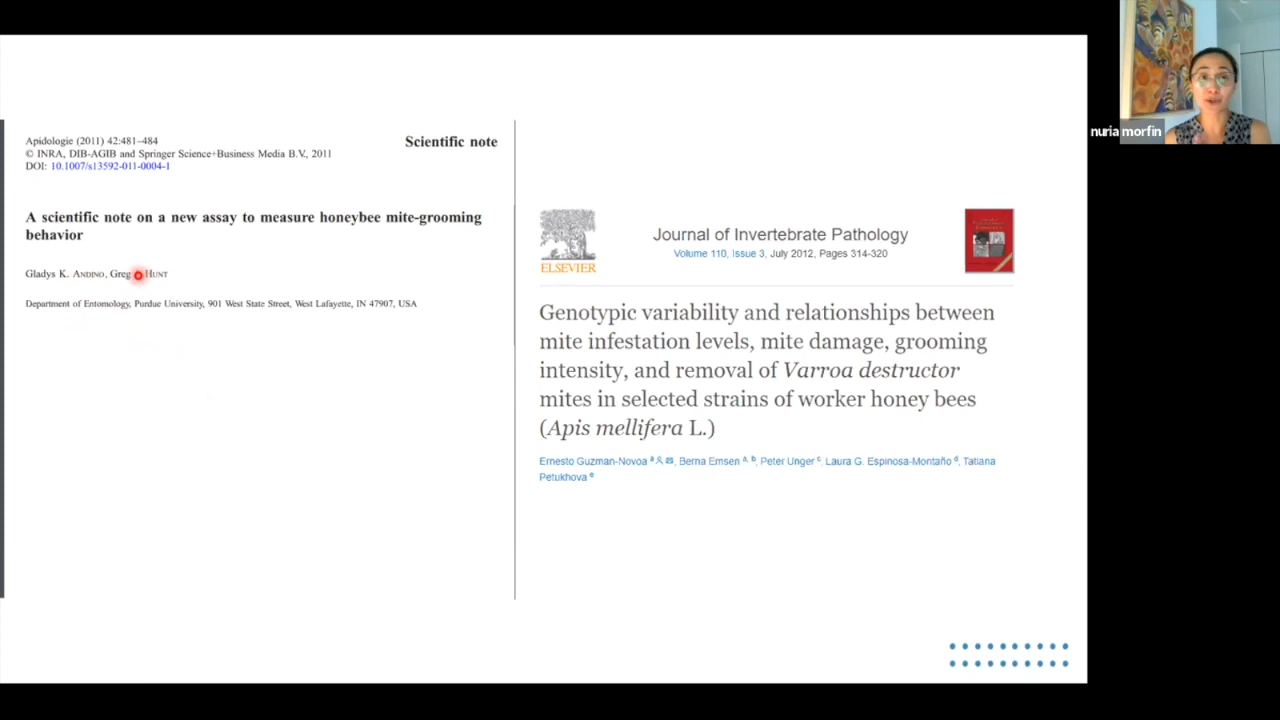 Apidologie (2011) 42:481–484
© INRA, DIB-AGIB and Springer Science+Business Media B.V., 2011
DOI: 10.1007/s13592-011-0004-1
Scientific note
A scientific note on a new assay to measure honeybee mite-grooming
behavior
Gladys K. ANDINO, Greg HUNT
Department of Entomology, Purdue University, 901 West State Street, West Lafayette, IN 47907, USA
ELSEVIER
Journal of Invertebrate Pathology
Volume 110, Issue 3, July 2012, Pages 314-320
Genotypic variability and relationships between
mite infestation levels, mite damage, grooming
intensity, and removal of Varroa destructor
mites in selected strains of worker honey bees
(Apis mellifera L.)
Ernesto Guzman-Novoa a, Berna Emsen a, b, Peter Unger c, Laura G. Espinosa-Montaño d, Tatiana
Petukhova e
nuria morfin